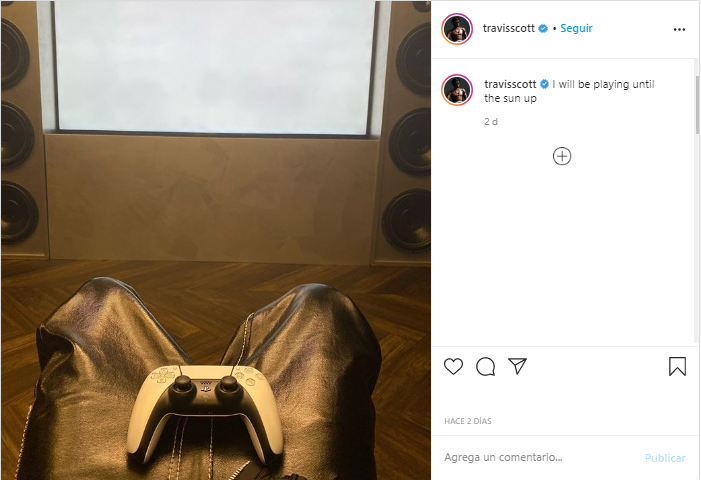 travisscott • Seguir
travisscott I will be playing until
the sun up
2 d
HACE 2 DÍAS
Agrega un comentario...
Publicar